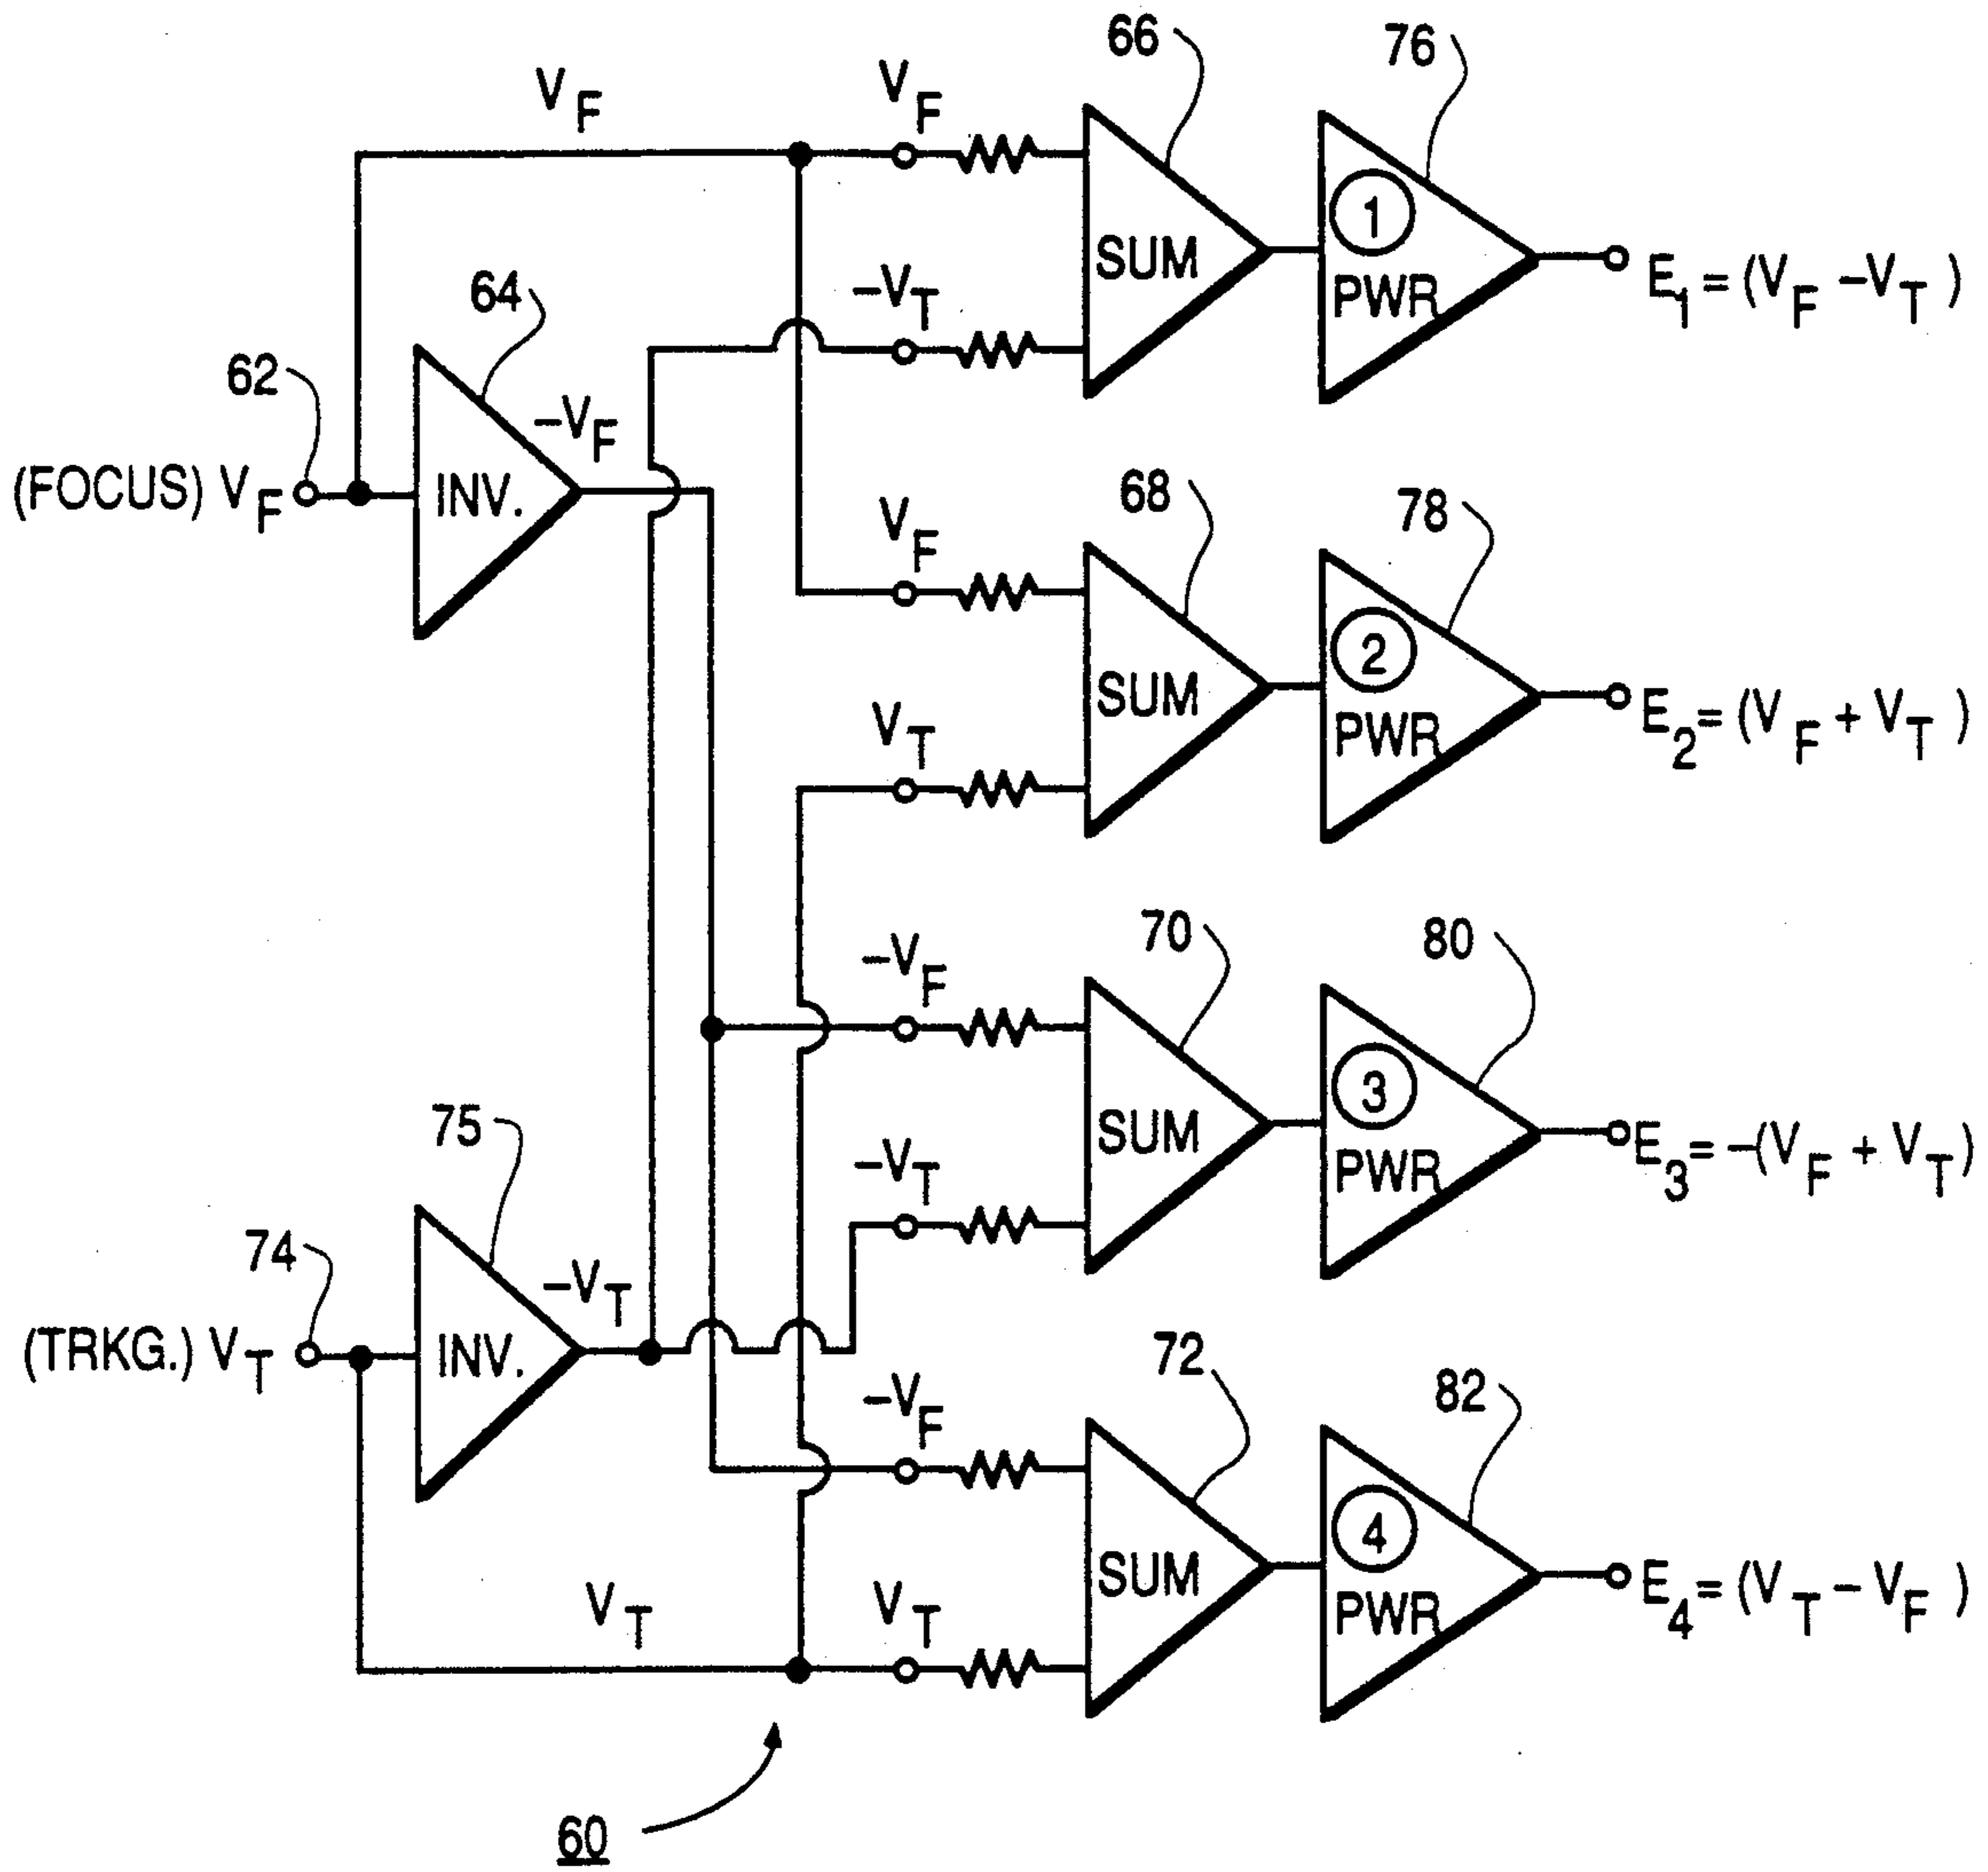 66
76
V_F
V_F
1
SUM
PWR
E_1 = (V_F – V_T )
–V_T
64
62
–V_F
(FOCUS) V_F
INV.
68
78
V_F
2
SUM
PWR
E_2 = (V_F + V_T )
V_T
70
80
–V_F
3
SUM
PWR
E_3 = –(V_F + V_T)
–V_T
75
74
–V_T
(TRKG.) V_T
INV.
72
82
–V_F
4
SUM
PWR
E_4 = (V_T – V_F )
V_T
V_T
60